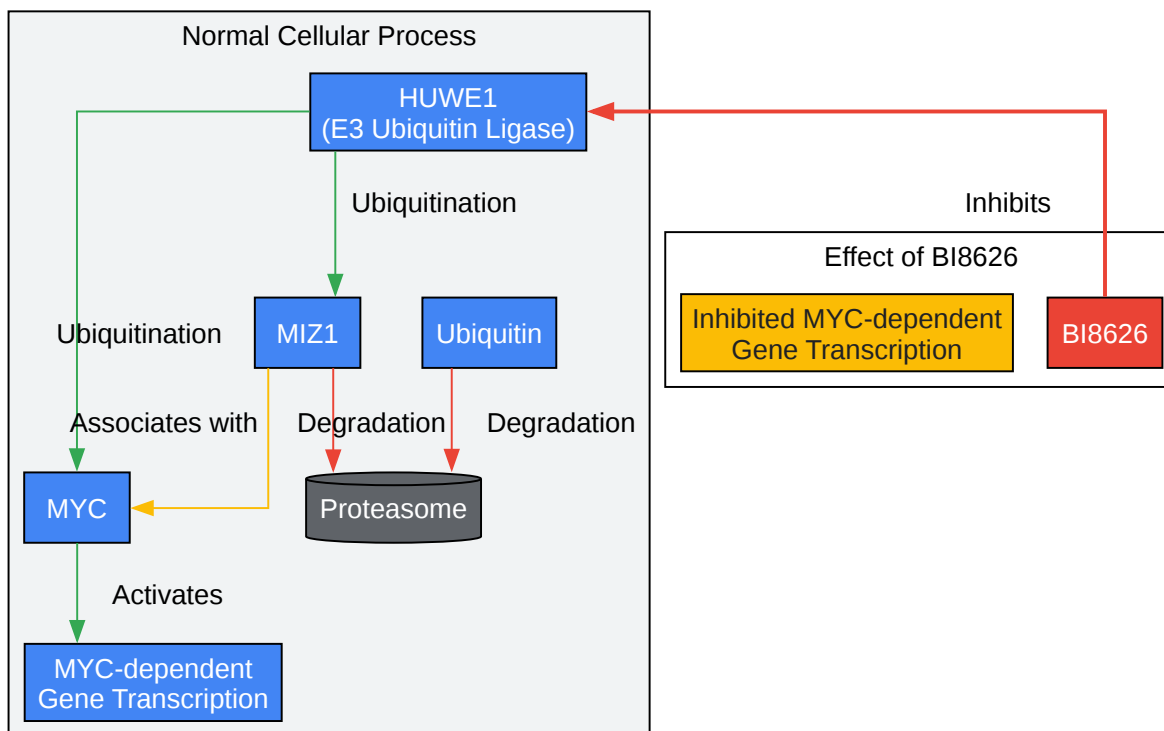 Normal Cellular Process
HUWE1
(E3 Ubiquitin Ligase)
Ubiquitination
Inhibits
Effect of BI8626
Inhibited MYC-dependent
Gene Transcription
BI8626
Ubiquitination
MIZ1
Ubiquitin
Associates with
Degradation
Degradation
MYC
Proteasome
Activates
MYC-dependent
Gene Transcription